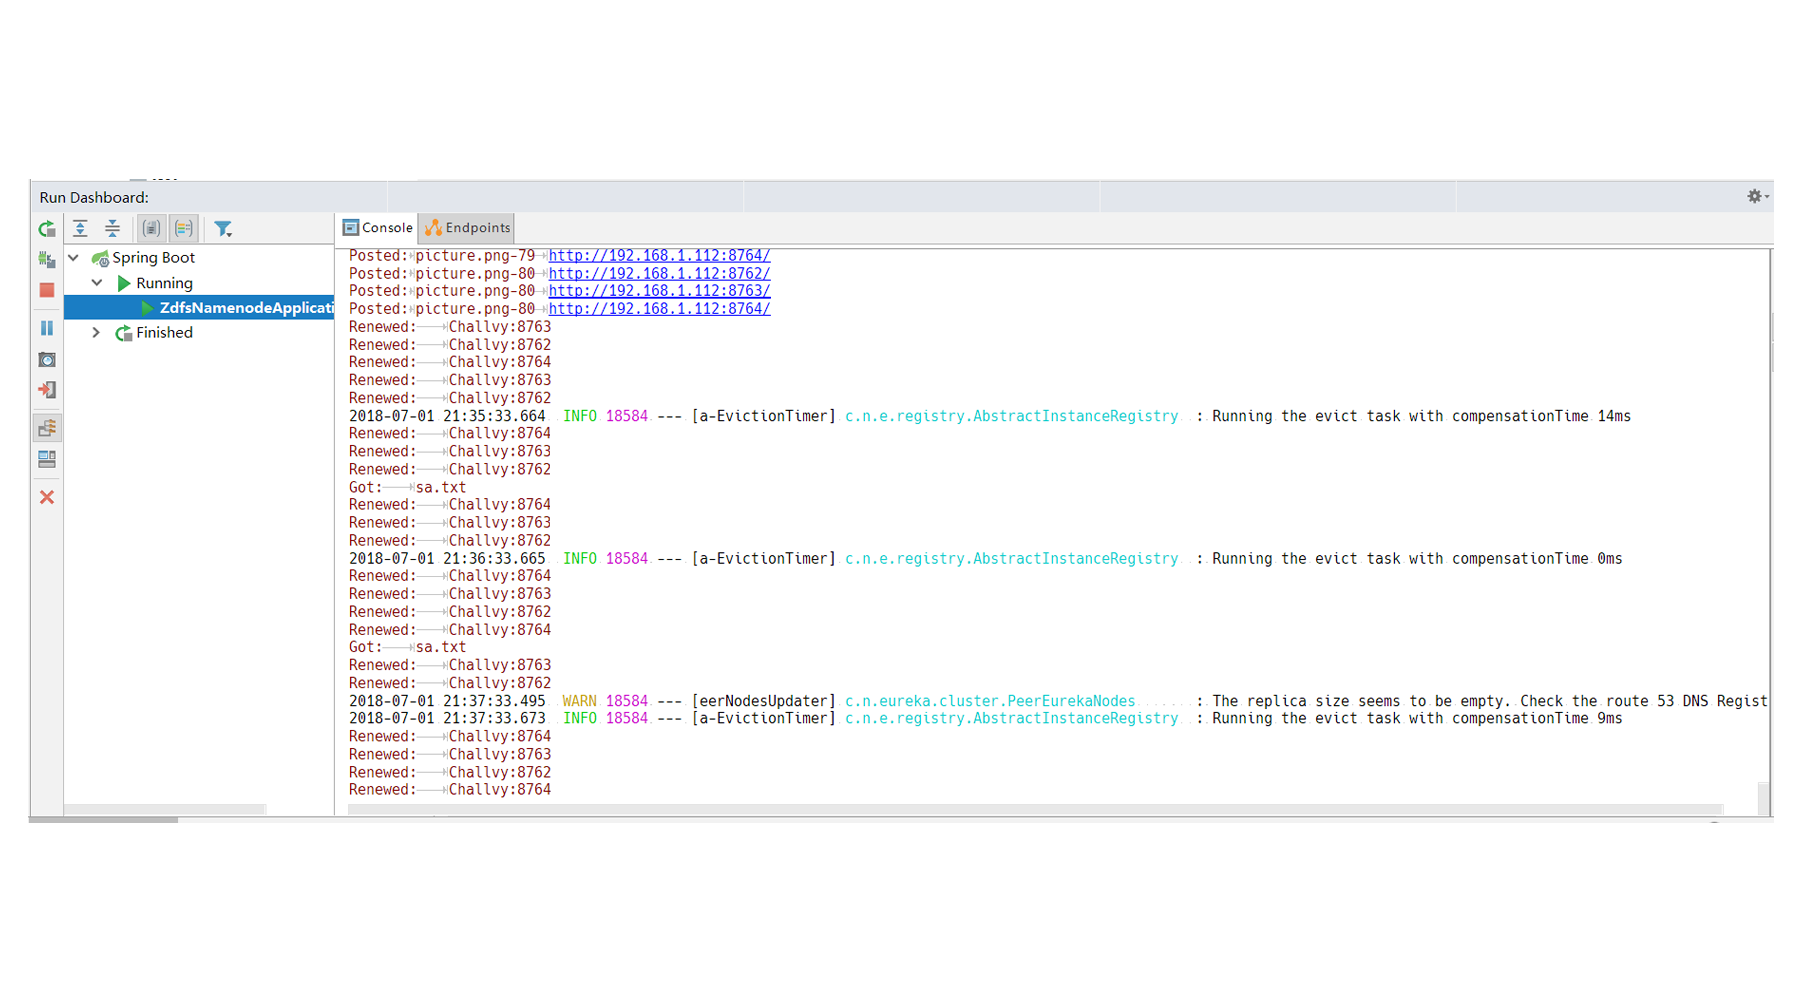 Run Dashboard:
Console
Endpoints
Spring Boot
Running
ZdfsNamenodeApplicati
Finished
Posted: picture.png-79 http://192.168.1.112:8764/
Posted: picture.png-80 http://192.168.1.112:8762/
Posted: picture.png-80 http://192.168.1.112:8763/
Posted: picture.png-80 http://192.168.1.112:8764/
Renewed: Challvy:8763
Renewed: Challvy:8762
Renewed: Challvy:8764
Renewed: Challvy:8763
Renewed: Challvy:8762
2018-07-01 21:35:33.664 INFO 18584 --- [a-EvictionTimer] c.n.e.registry.AbstractInstanceRegistry : Running the evict task with compensationTime 14ms
Renewed: Challvy:8764
Renewed: Challvy:8763
Renewed: Challvy:8762
Got: sa.txt
Renewed: Challvy:8764
Renewed: Challvy:8763
Renewed: Challvy:8762
2018-07-01 21:36:33.665 INFO 18584 --- [a-EvictionTimer] c.n.e.registry.AbstractInstanceRegistry : Running the evict task with compensationTime 0ms
Renewed: Challvy:8764
Renewed: Challvy:8763
Renewed: Challvy:8762
Renewed: Challvy:8764
Got: sa.txt
Renewed: Challvy:8763
Renewed: Challvy:8762
2018-07-01 21:37:33.495 WARN 18584 --- [eerNodesUpdater] c.n.eureka.cluster.PeerEurekaNodes : The replica size seems to be empty. Check the route 53 DNS Regist
2018-07-01 21:37:33.673 INFO 18584 --- [a-EvictionTimer] c.n.e.registry.AbstractInstanceRegistry : Running the evict task with compensationTime 9ms
Renewed: Challvy:8764
Renewed: Challvy:8763
Renewed: Challvy:8762
Renewed: Challvy:8764